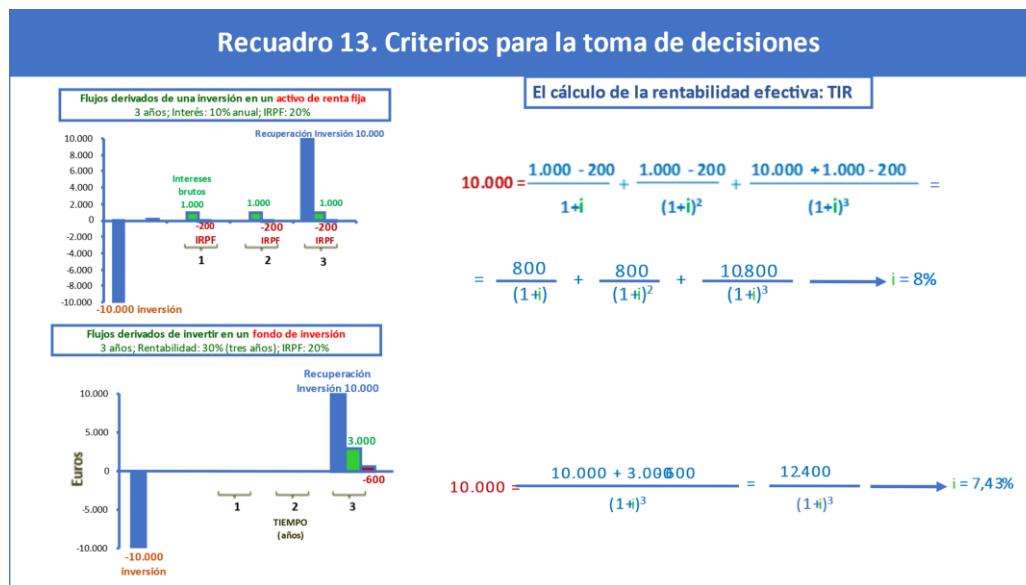 Recuadro 13. Criterios para la toma de decisiones
Flujos derivados de una inversión en un activo de renta fija
3 años; Interés: 10% anual; IRPF: 20%
Recuperación Inversión 10.000
10.000
8.000
6.000
4.000
2.000
0
-2.000
-4.000
-6.000
-8.000
-10.000
Intereses
brutos
1.000
1.000
1.000
-200
IRPF
-200
IRPF
-200
IRPF
1
2
3
-10.000 inversión
Flujos derivados de invertir en un fondo de inversión
3 años; Rentabilidad: 30% (tres años); IRPF: 20%
Recuperación
Inversión 10.000
10.000
5.000
0
-5.000
-10.000
Euros
3.000
-600
1
2
3
TIEMPO
(años)
-10.000
inversión
El cálculo de la rentabilidad efectiva: TIR
1.000 - 200 1.000 - 200 10.000 + 1.000 - 200
10.000 = + + =
1+i (1+i)² (1+i)³
800 800 10.800
= + + i = 8%
(1+i) (1+i)² (1+i)³
10.000 + 3.000-600 12.400
10.000 = = i = 7,43%
(1+i)³ (1+i)³